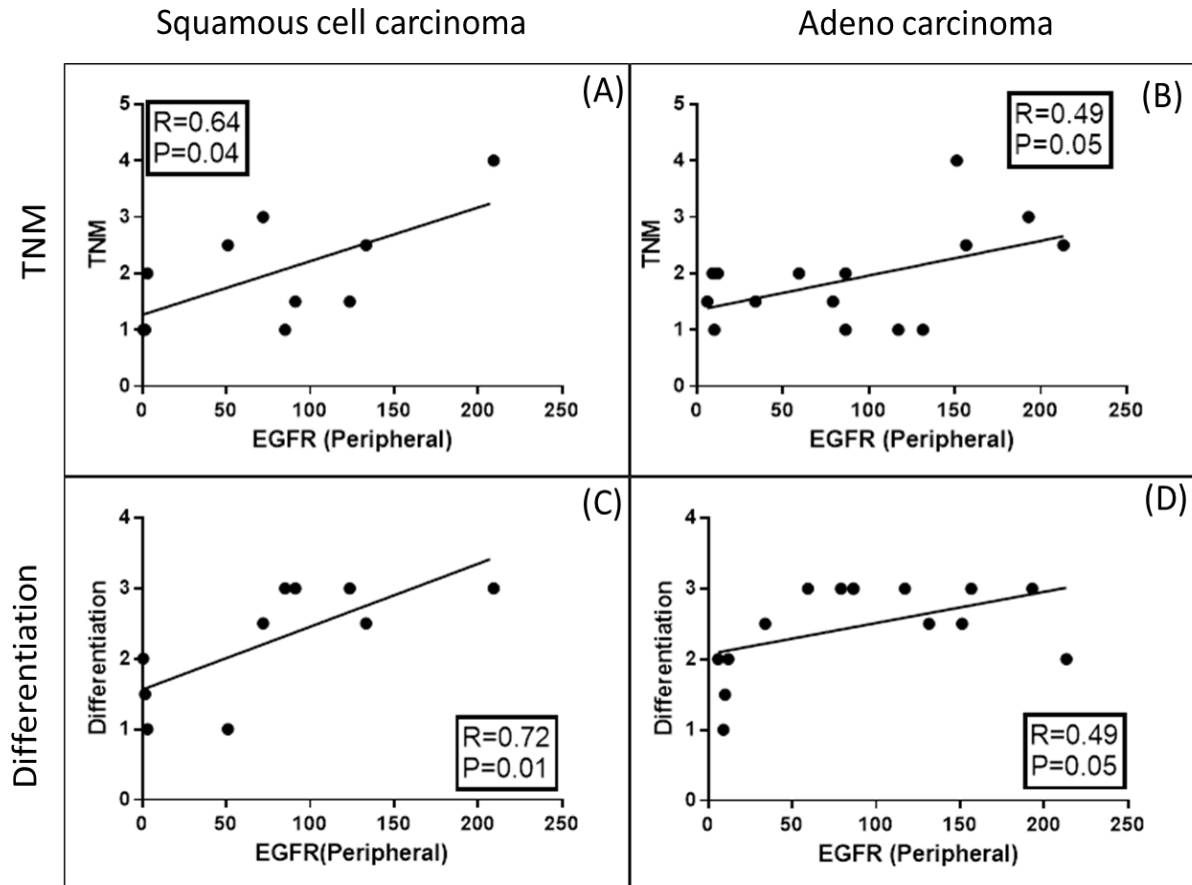 Squamous cell carcinoma
Adeno carcinoma
TNM
(A)
R=0.64
P=0.04
TNM
5
4
3
2
1
0
0 50 100 150 200 250
EGFR (Peripheral)
(B)
R=0.49
P=0.05
TNM
5
4
3
2
1
0
0 50 100 150 200 250
EGFR (Peripheral)
Differentiation
(C)
R=0.72
P=0.01
Differentiation
4
3
2
1
0
0 50 100 150 200 250
EGFR(Peripheral)
(D)
R=0.49
P=0.05
Differentiation
4
3
2
1
0
0 50 100 150 200 250
EGFR (Peripheral)